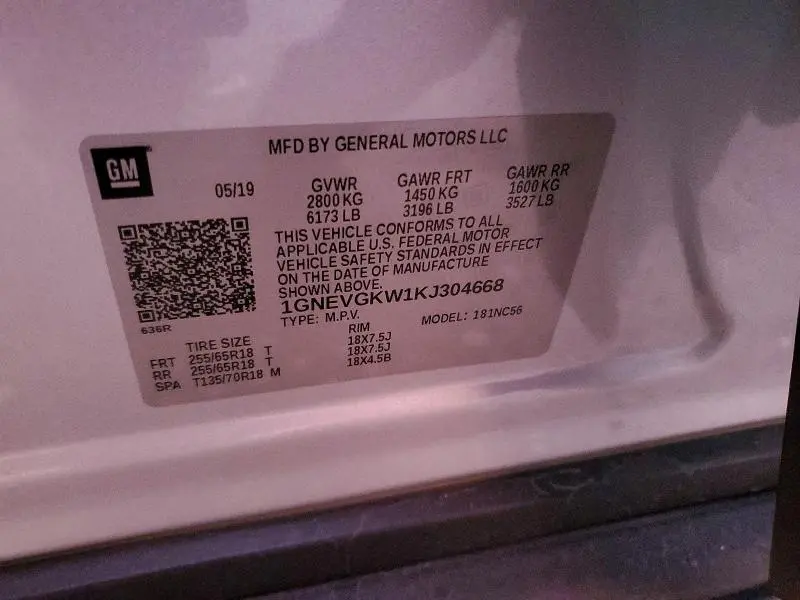 MFD BY GENERAL MOTORS LLC
GM
05/19
GVWR
2800 KG
6173 LB
GAWR FRT
1450 KG
3196 LB
GAWR RR
1600 KG
3527 LB
THIS VEHICLE CONFORMS TO ALL
APPLICABLE U.S. FEDERAL MOTOR
VEHICLE SAFETY STANDARDS IN EFFECT
ON THE DATE OF MANUFACTURE
SHOWN ABOVE.
1GNEVGKW1KJ304668
TYPE: M.P.V. MODEL: 181NC56
636R
TIRE SIZE RIM
FRT 255/65R18 T 18X7.5J
RR 255/65R18 T 18X7.5J
SPA T135/70R18 M 18X4.5B